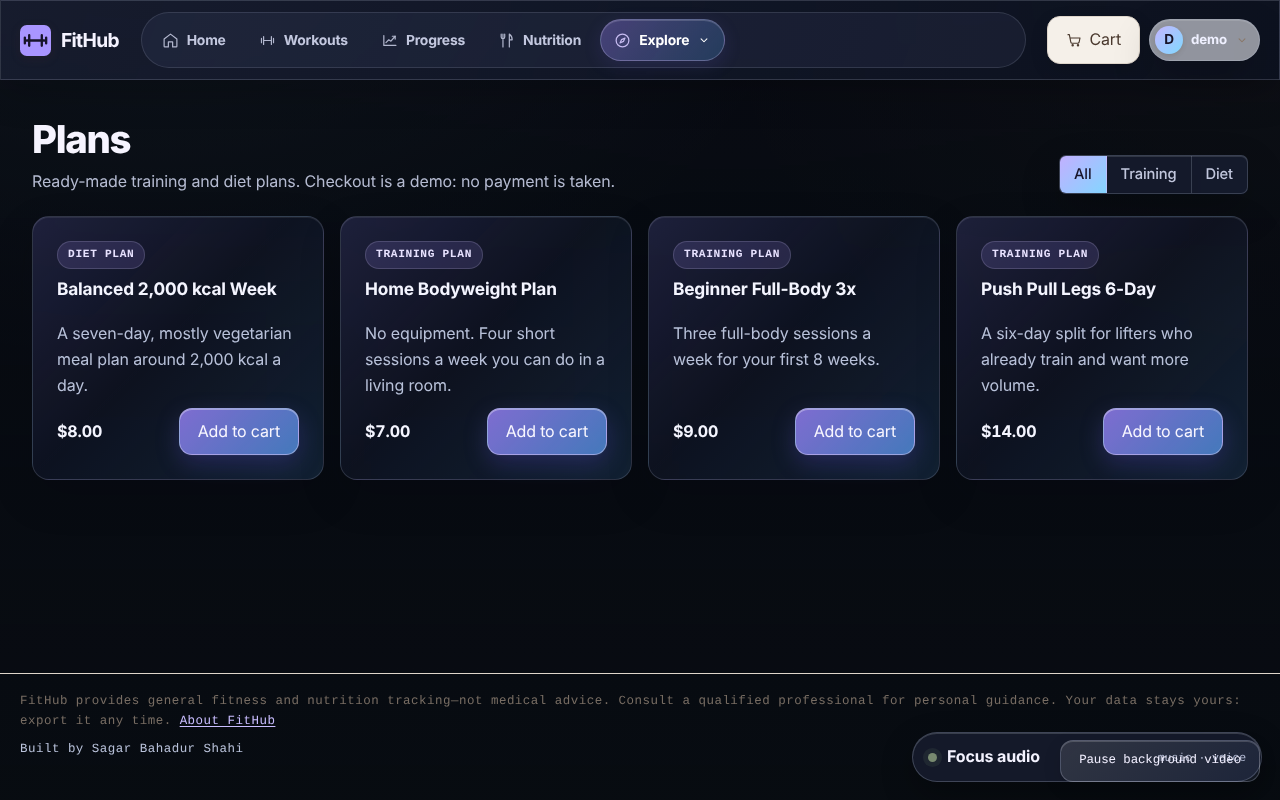 FitHub
Home
Workouts
Progress
Nutrition
Explore
Cart
D
demo
Plans
Ready-made training and diet plans. Checkout is a demo: no payment is taken.
All
Training
Diet
DIET PLAN
Balanced 2,000 kcal Week
A seven-day, mostly vegetarian
meal plan around 2,000 kcal a
day.
$8.00
Add to cart
TRAINING PLAN
Home Bodyweight Plan
No equipment. Four short
sessions a week you can do in a
living room.
$7.00
Add to cart
TRAINING PLAN
Beginner Full-Body 3x
Three full-body sessions a
week for your first 8 weeks.
$9.00
Add to cart
TRAINING PLAN
Push Pull Legs 6-Day
A six-day split for lifters who
already train and want more
volume.
$14.00
Add to cart
FitHub provides general fitness and nutrition tracking—not medical advice. Consult a qualified professional for personal guidance. Your data stays yours:
export it any time. About FitHub
Built by Sagar Bahadur Shahi
Focus audio
Pause background video
music · voice